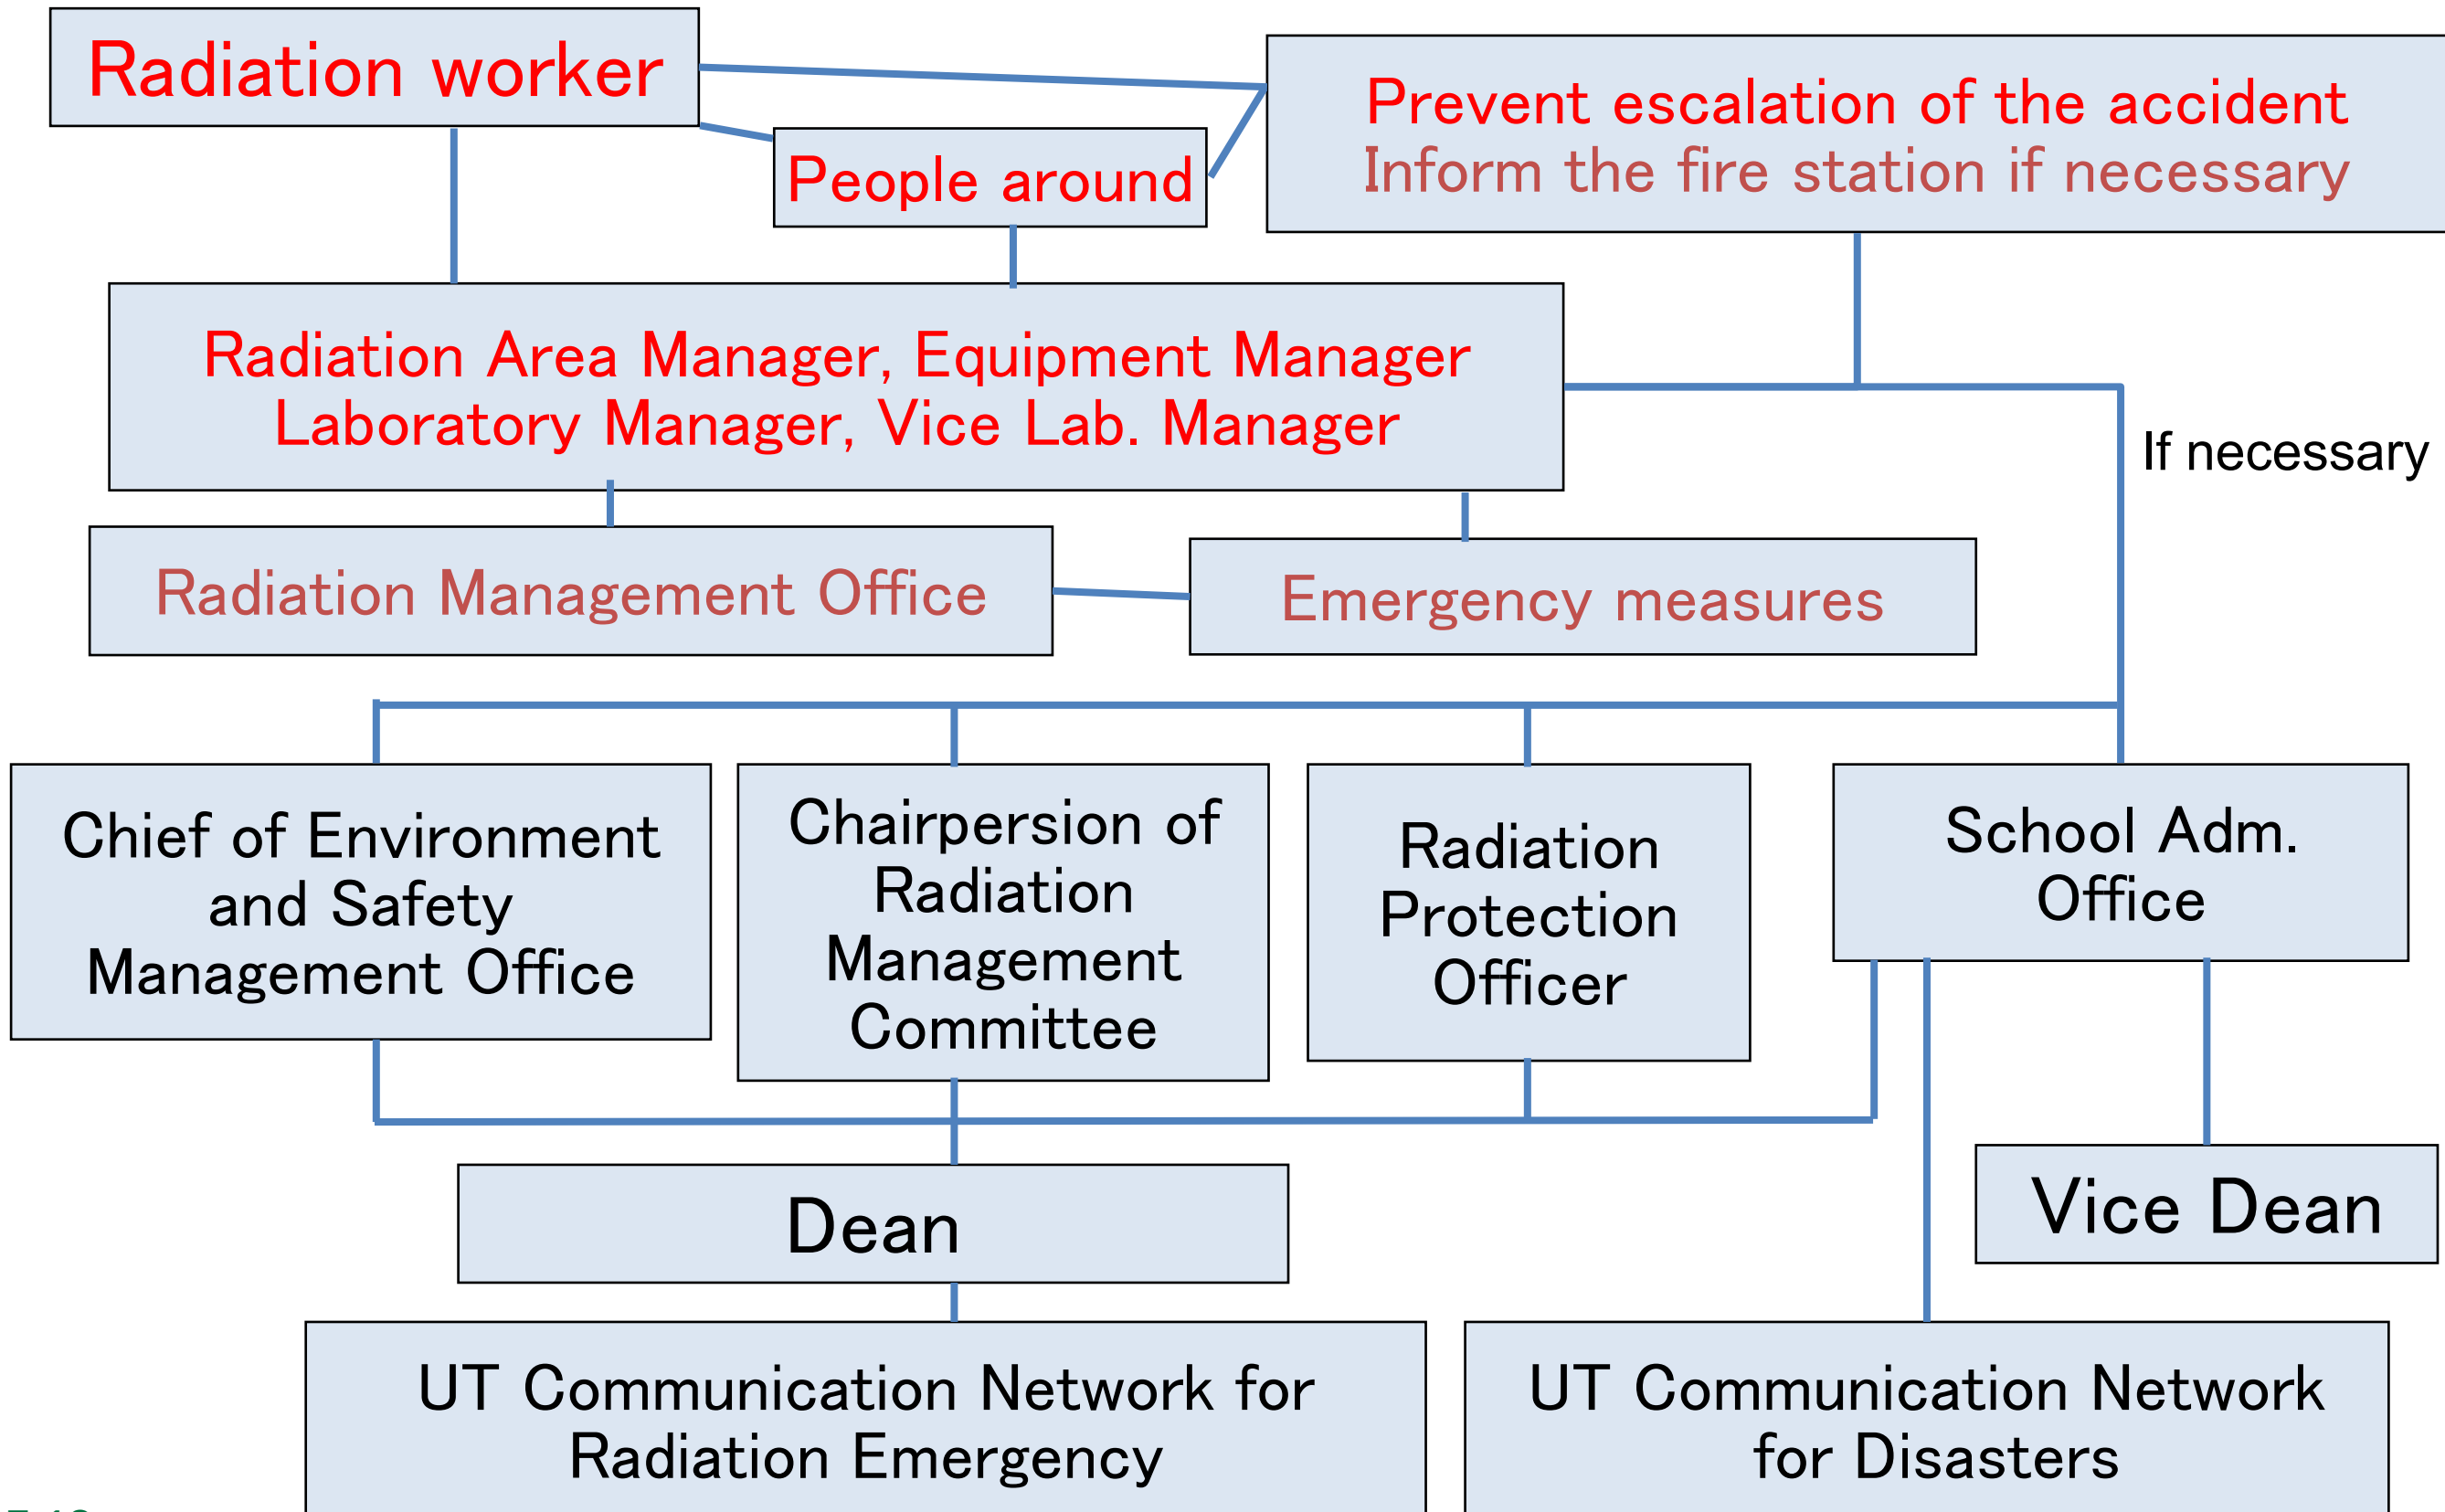 Radiation worker
Prevent escalation of the accident
Inform the fire station if necessary
People around
Radiation Area Manager, Equipment Manager
Laboratory Manager, Vice Lab. Manager
If necessary
Radiation Management Office
Emergency measures
Chief of Environment
and Safety
Management Office
Chairpersion of
Radiation
Management
Committee
Radiation
Protection
Officer
School Adm.
Office
Dean
Vice Dean
UT Communication Network for
Radiation Emergency
UT Communication Network
for Disasters